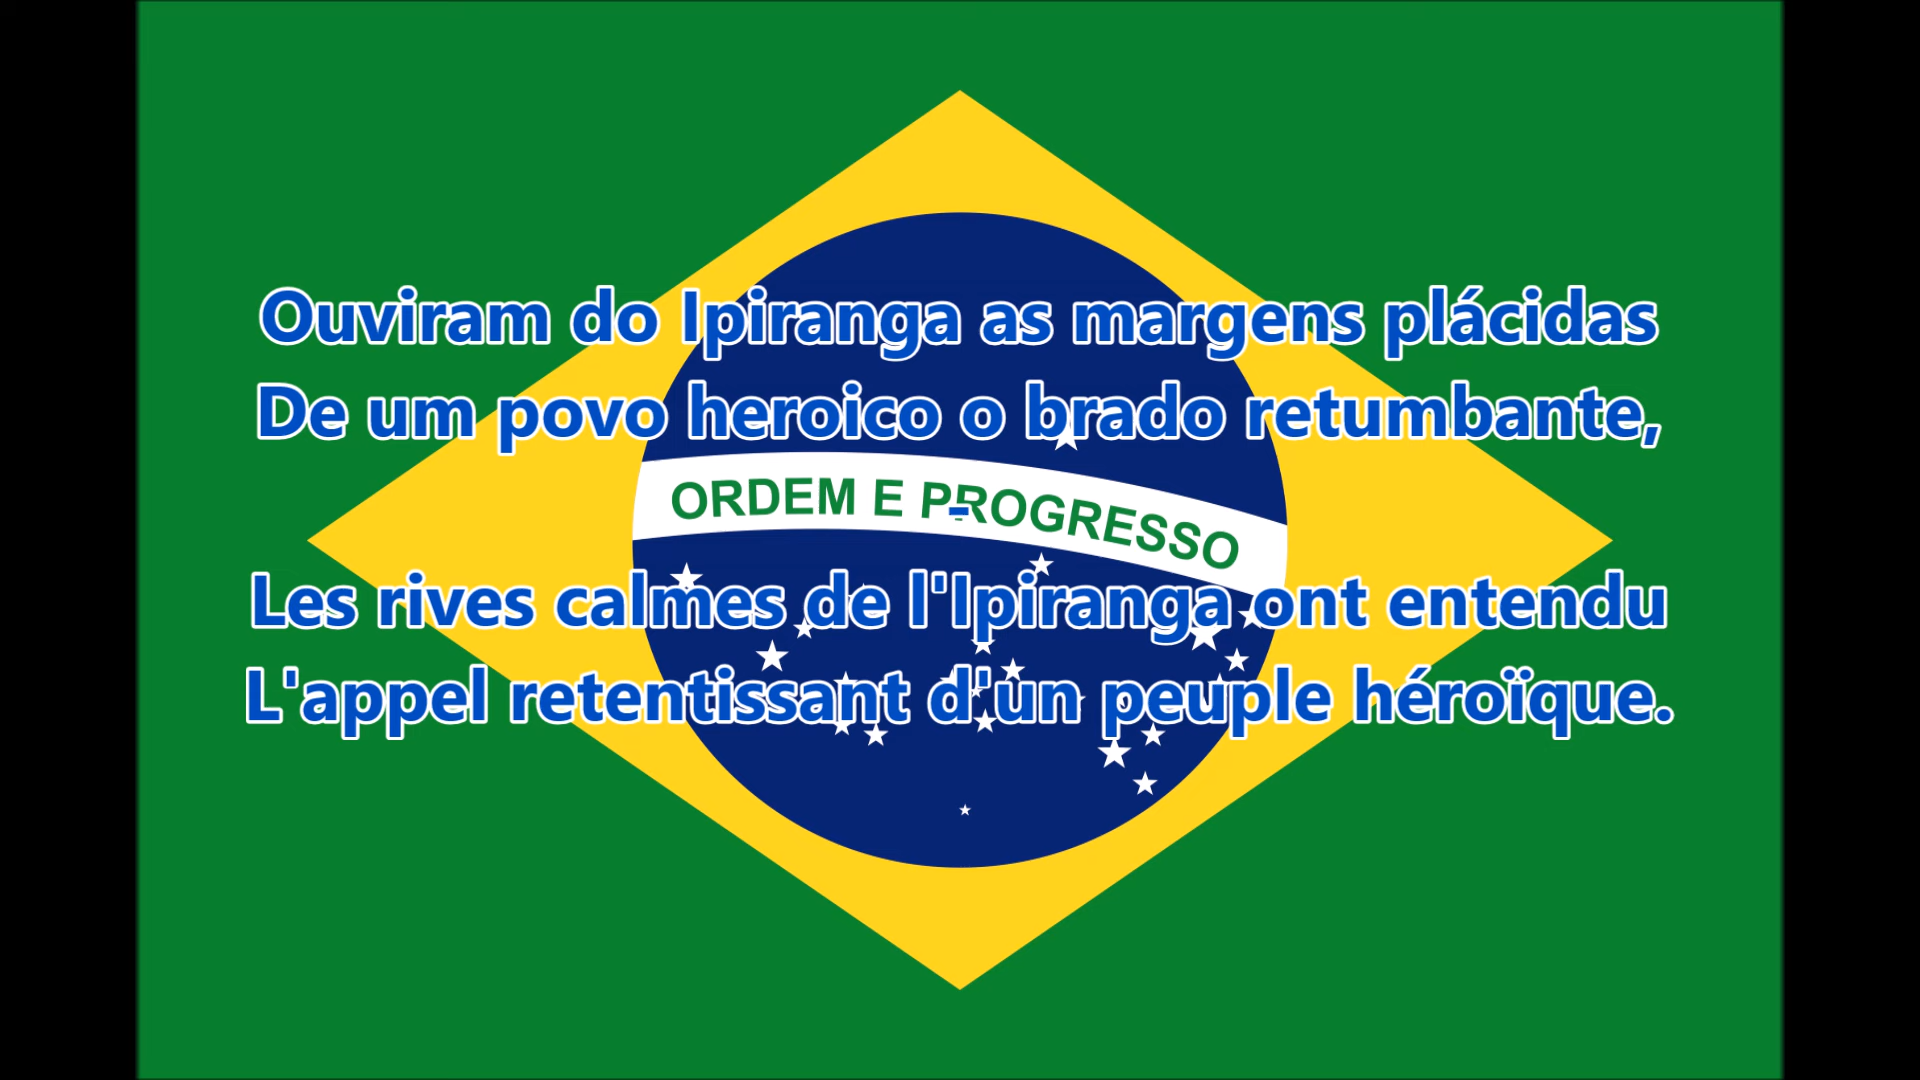 Ouviram do Ipiranga as margens plácidas
De um povo heroico o brado retumbante,
ORDEM E PROGRESSO
-
Les rives calmes de l'Ipiranga ont entendu
L'appel retentissant d'un peuple héroïque.